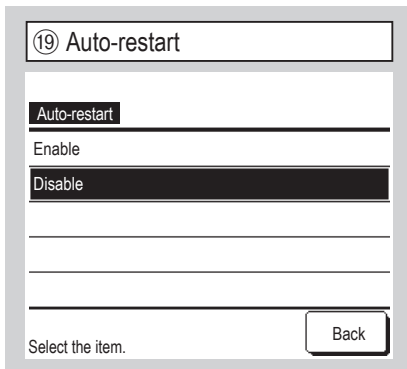 ⑲ Auto-restart
Auto-restart
Enable
Disable
Select the item.
Back